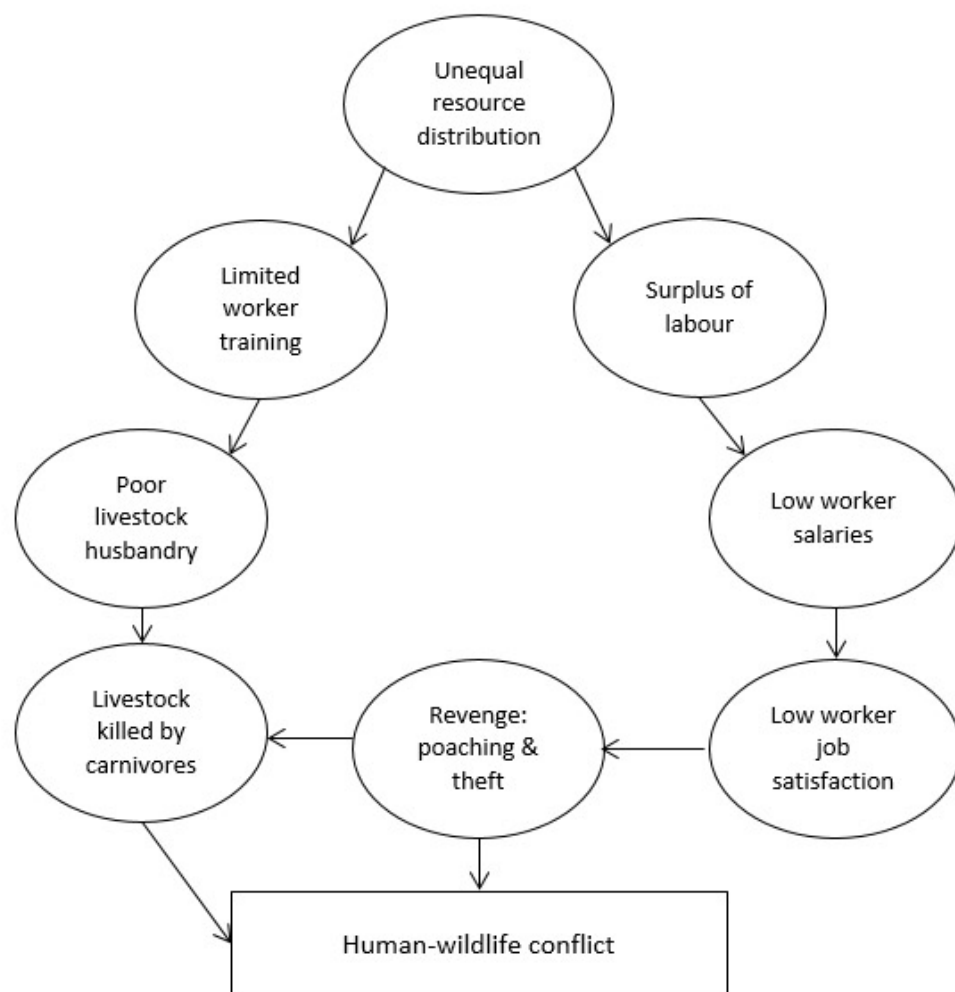 Unequal
resource
distribution
Limited
worker
training
Surplus of
labour
Poor
livestock
husbandry
Low worker
salaries
Livestock
killed by
carnivores
Revenge:
poaching &
theft
Low worker
job
satisfaction
Human-wildlife conflict